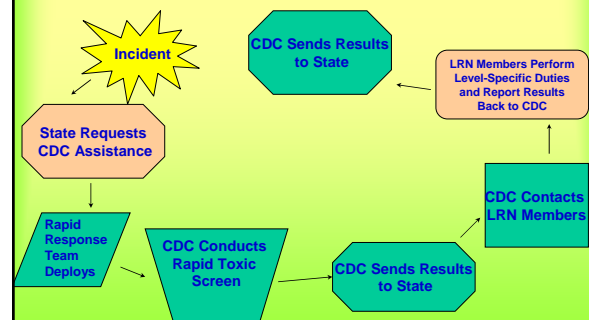 Incident
State Requests
CDC Assistance
Rapid
Response
Team
Deploys
CDC Conducts
Rapid Toxic
Screen
CDC Sends Results
to State
CDC Contacts
LRN Members
LRN Members Perform
Level-Specific Duties
and Report Results
Back to CDC
CDC Sends Results
to State